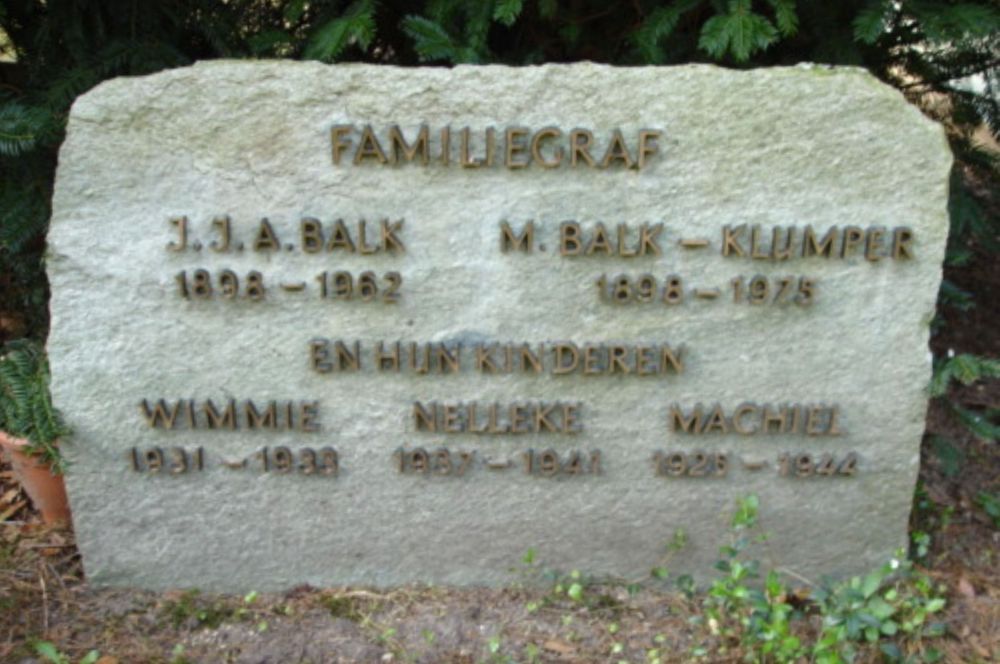 FAMILIEGRAF
J. J. A. BALK M. BALK – KLUMPER
1898 – 1962 1898 – 1975
EN HUN KINDEREN
WIMMIE NELLEKE MACHIEL
1931 – 1933 1937 – 1941 1925 – 1944